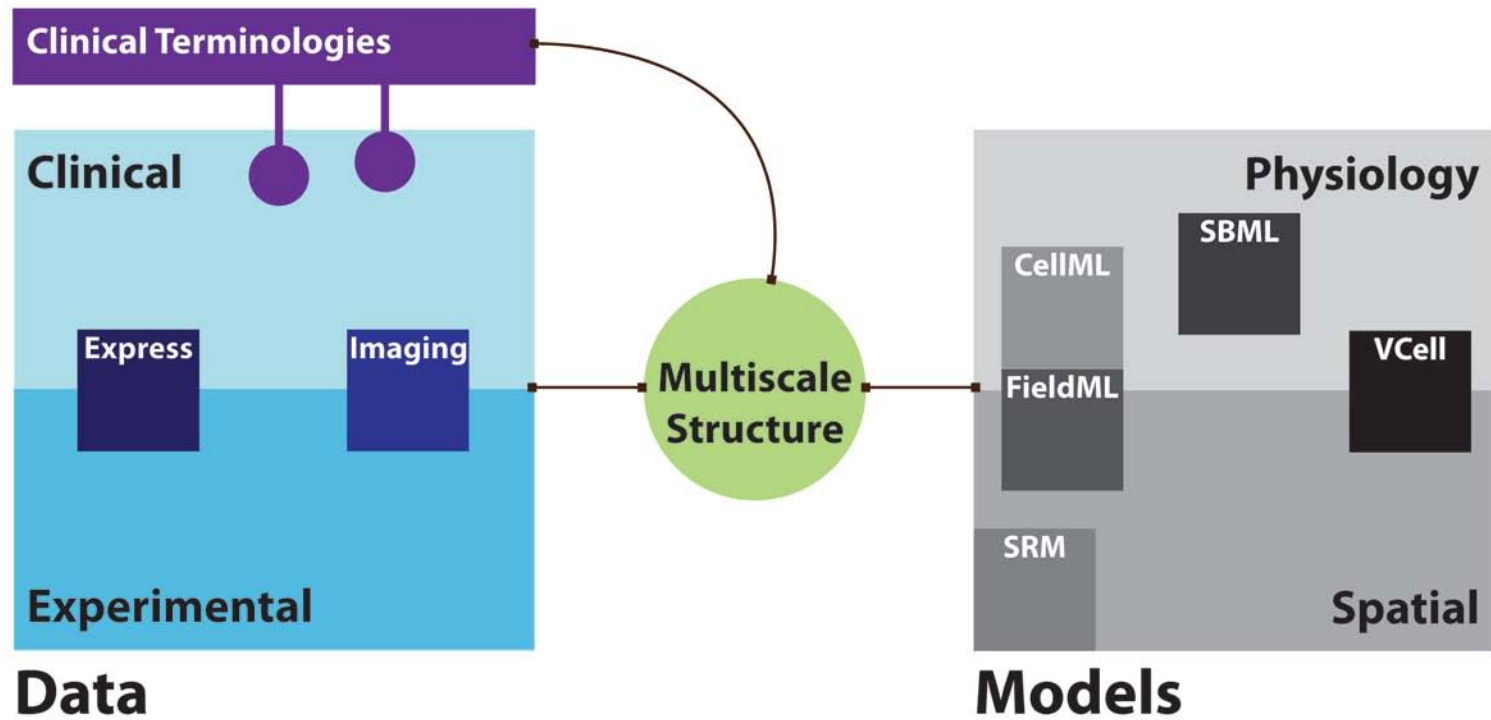 Clinical Terminologies
Clinical
Express
Imaging
Experimental
Data
Multiscale
Structure
Physiology
SBML
CellML
VCell
FieldML
SRM
Spatial
Models